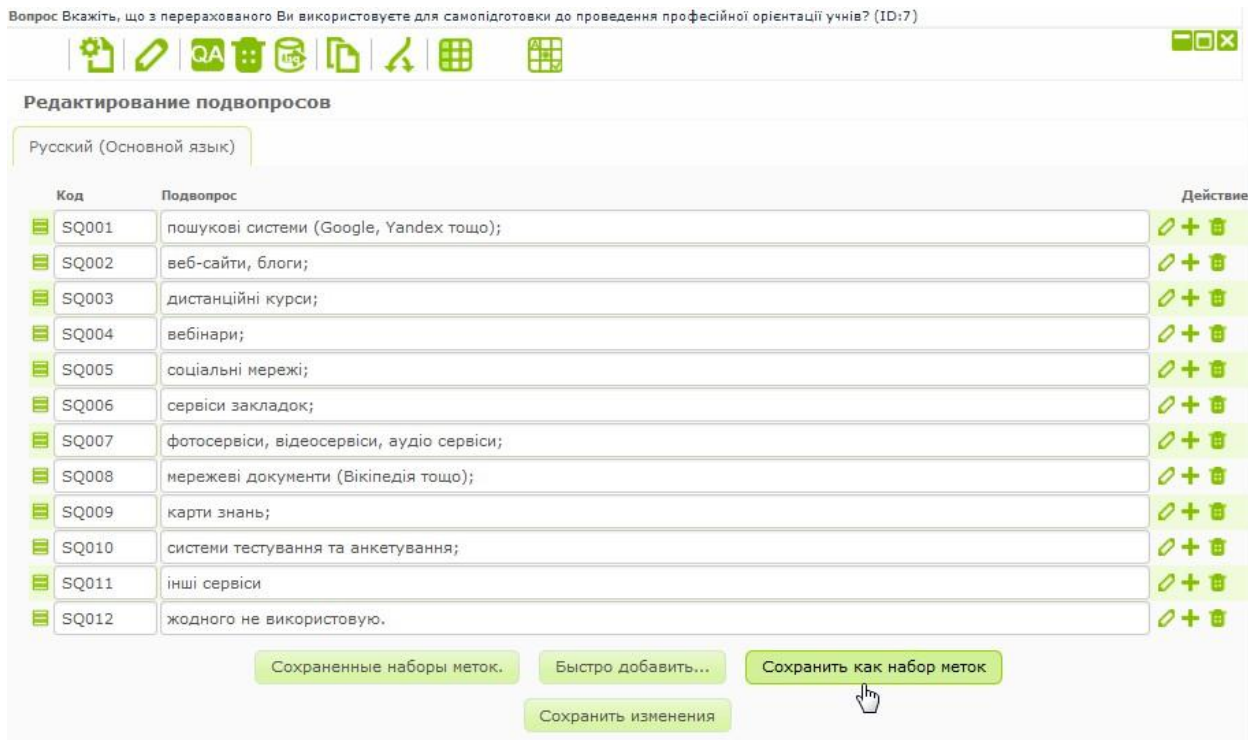 Вопрос Вкажіть, що з перерахованого Ви використовуєте для самопідготовки до проведення професійної орієнтації учнів? (ID:7)
QA
Редактирование подвопросов
Русский (Основной язык)
Код Подвопрос Действие
SQ001 пошукові системи (Google, Yandex тощо);
SQ002 веб-сайти, блоги;
SQ003 дистанційні курси;
SQ004 вебінари;
SQ005 соціальні мережі;
SQ006 сервіси закладок;
SQ007 фотосервіси, відеосервіси, аудіо сервіси;
SQ008 мережеві документи (Вікіпедія тощо);
SQ009 карти знань;
SQ010 системи тестування та анкетування;
SQ011 інші сервіси
SQ012 жодного не використовую.
Сохраненные наборы меток. Быстро добавить... Сохранить как набор меток
Сохранить изменения